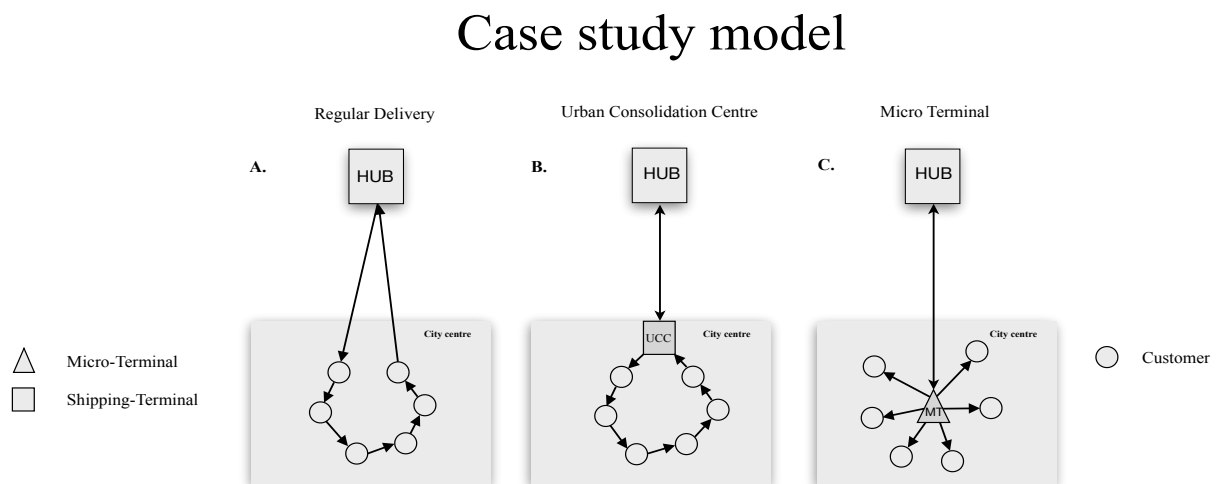 Case study model
Regular Delivery
Urban Consolidation Centre
Micro Terminal
A.
HUB
B.
HUB
C.
HUB
City centre
UCC
City centre
City centre
MT
Micro-Terminal
Shipping-Terminal
Customer